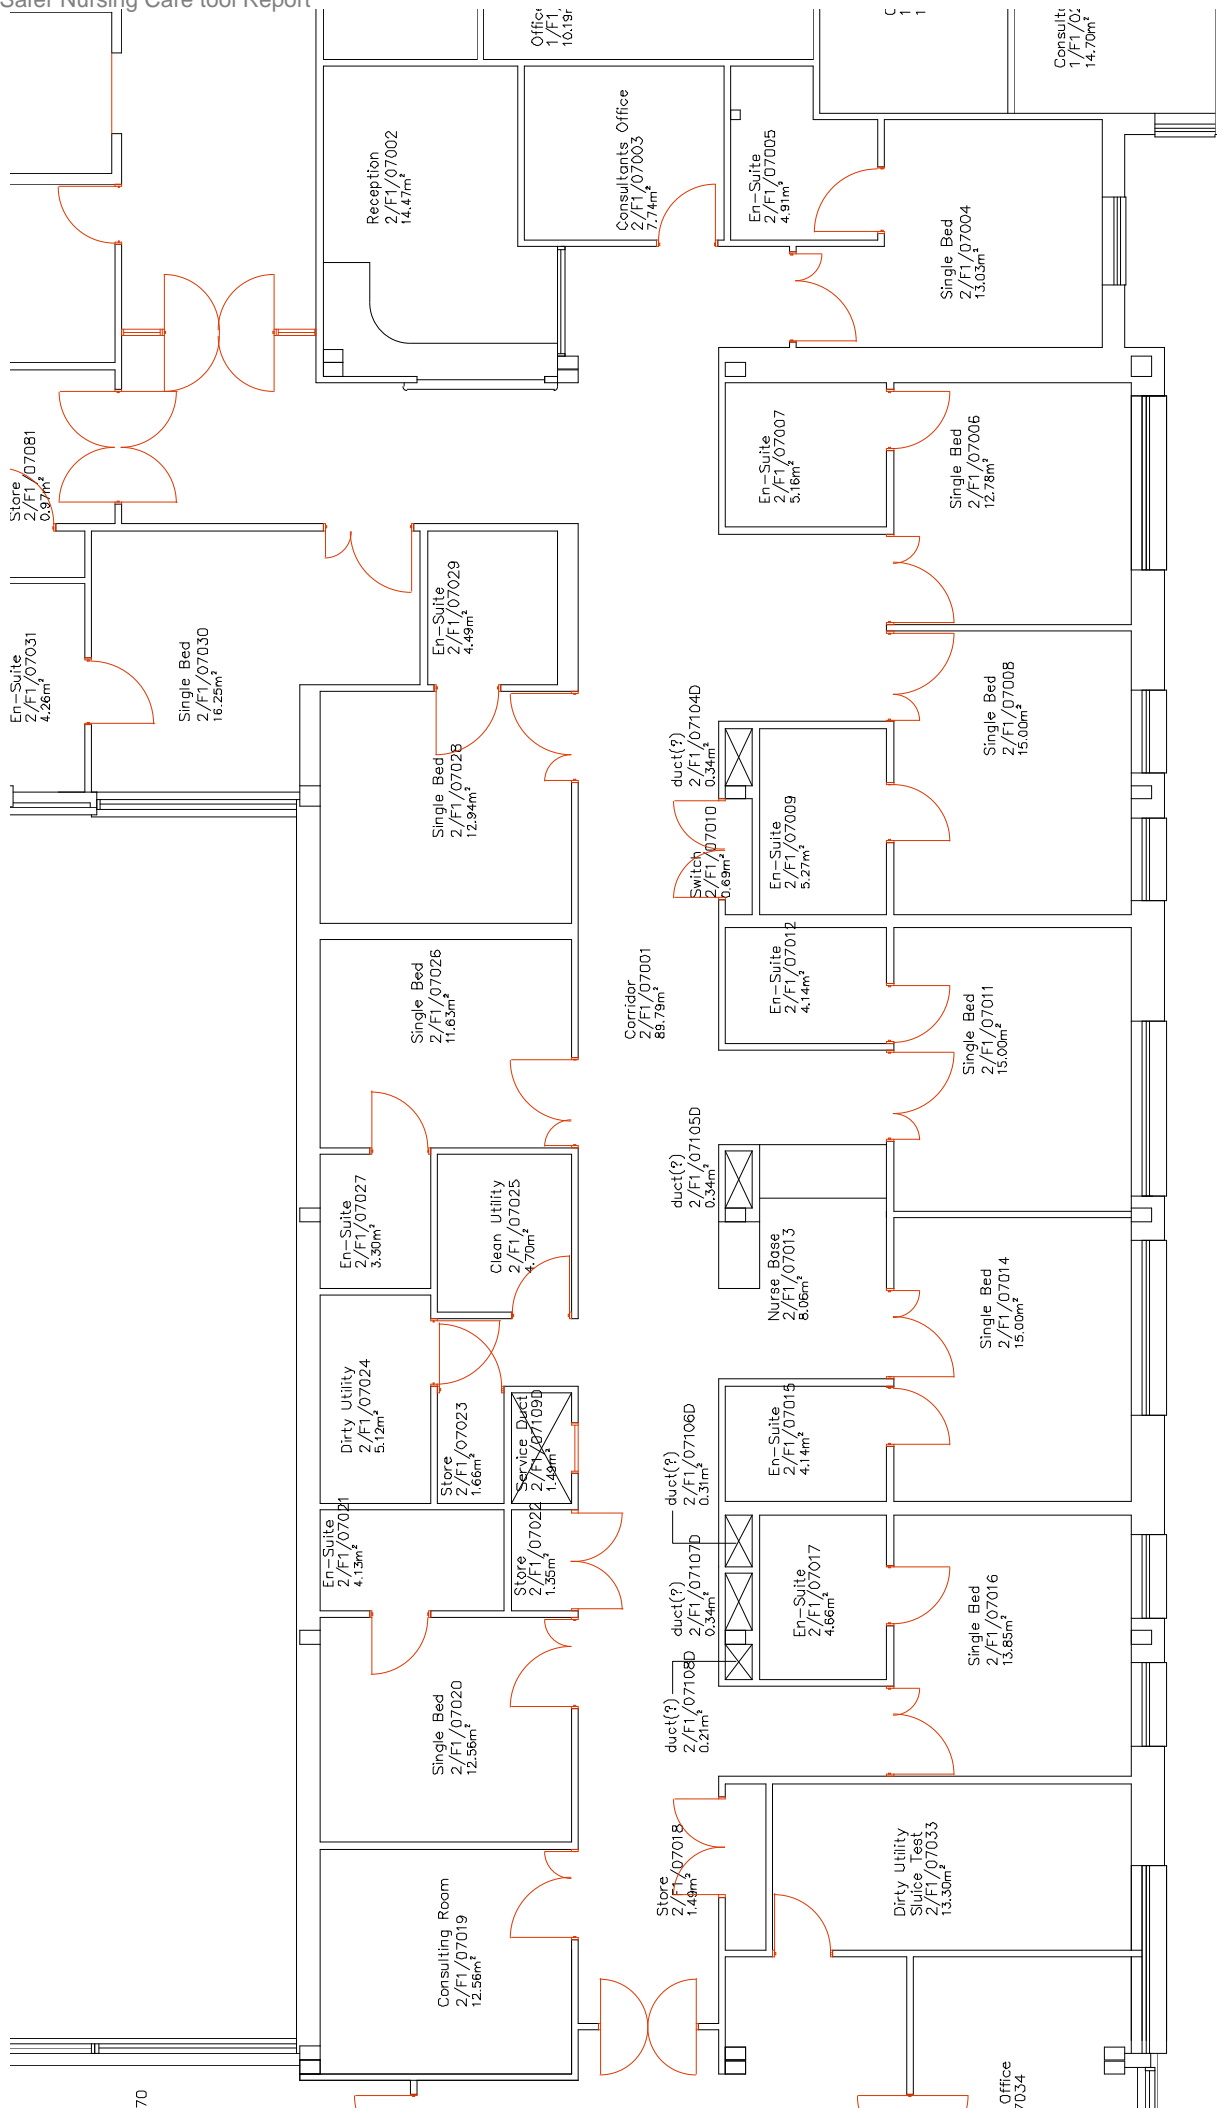 Safer Nursing Care tool Report
Office
1/F1/
10.19
Consult
1/F1/02
14.70m²
Reception
2/F1/07002
14.47m²
Consultants Office
2/F1/07003
7.74m²
En-Suite
2/F1/07005
4.91m²
Single Bed
2/F1/07004
13.03m²
Store
2/F1/07081
0.97m²
En-Suite
2/F1/07007
5.16m²
Single Bed
2/F1/07006
12.78m²
En-Suite
2/F1/07031
4.26m²
Single Bed
2/F1/07030
16.25m²
En-Suite
2/F1/07029
4.49m²
Single Bed
2/F1/07028
12.94m²
duct(?)
2/F1/07104D
0.34m²
Single Bed
2/F1/07008
15.00m²
Switch
2/F1/07010
0.69m²
En-Suite
2/F1/07009
5.27m²
Single Bed
2/F1/07026
11.63m²
Corridor
2/F1/07001
89.79m²
En-Suite
2/F1/07012
4.14m²
Single Bed
2/F1/07011
15.00m²
En-Suite
2/F1/07027
3.30m²
Clean Utility
2/F1/07025
4.70m²
duct(?)
2/F1/07105D
0.34m²
Nurse Base
2/F1/07013
8.06m²
Single Bed
2/F1/07014
15.00m²
Dirty Utility
2/F1/07024
5.12m²
Store
2/F1/07023
1.66m²
Service Duct
2/F1/07109D
1.49m²
duct(?)
2/F1/07106D
0.31m²
En-Suite
2/F1/07015
4.14m²
En-Suite
2/F1/07021
4.13m²
Store
2/F1/07022
1.35m²
duct(?)
2/F1/07107D
0.34m²
En-Suite
2/F1/07017
4.66m²
Single Bed
2/F1/07016
13.85m²
Single Bed
2/F1/07020
12.56m²
duct(?)
2/F1/07108D
0.21m²
Consulting Room
2/F1/07019
12.56m²
Store
2/F1/07018
1.49m²
Dirty Utility
Sluice Test
2/F1/07033
13.30m²
70
Office
7034